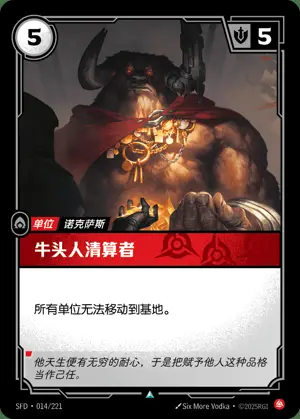 5
5
单位 诺克萨斯
牛头人清算者
所有单位无法移动到基地。
他天生便有无穷的耐心,于是把赋予他人这种品格
当作己任。
SFD • 014/221
Six More Vodka • ©2025RGI